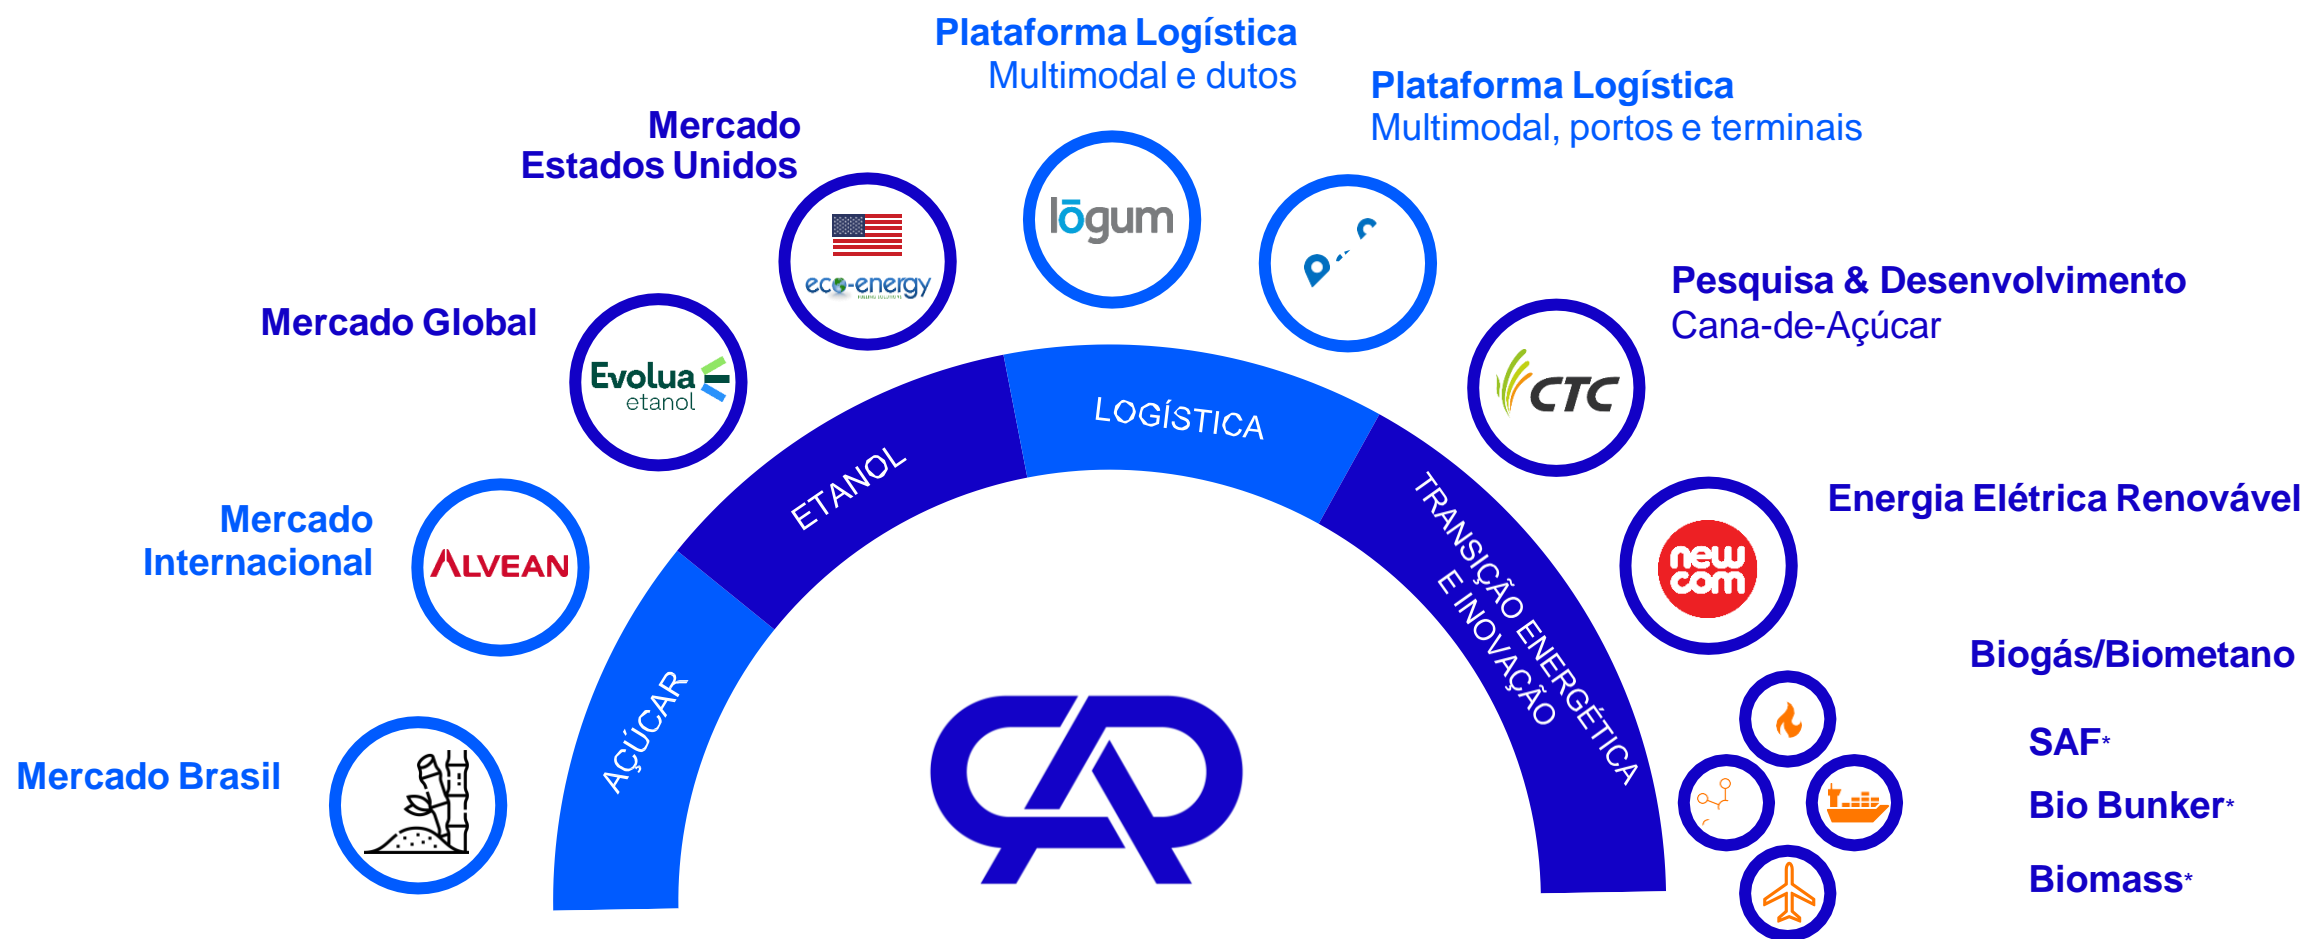 Plataforma Logística
Multimodal e dutos
Plataforma Logística
Multimodal, portos e terminais
Mercado
Estados Unidos
eco-energy
lōgum
Pesquisa & Desenvolvimento
Cana-de-Açúcar
Mercado Global
Evolua
etanol
CTC
LOGÍSTICA
ETANOL
TRANSIÇÃO ENERGÉTICA
E INOVAÇÃO
Energia Elétrica Renovável
Mercado
Internacional
ALVEAN
new
com
Biogás/Biometano
AÇÚCAR
SAF*
Mercado Brasil
Bio Bunker*
Biomass*